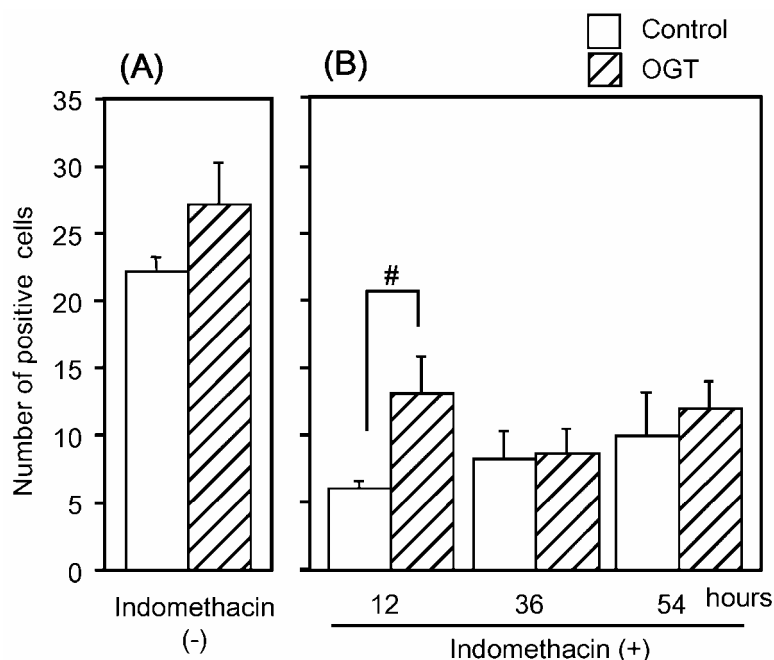 Control
OGT
(A)
(B)
35
30
25
20
15
10
5
0
Number of positive cells
#
Indomethacin
(-)
12
36
54
hours
Indomethacin (+)